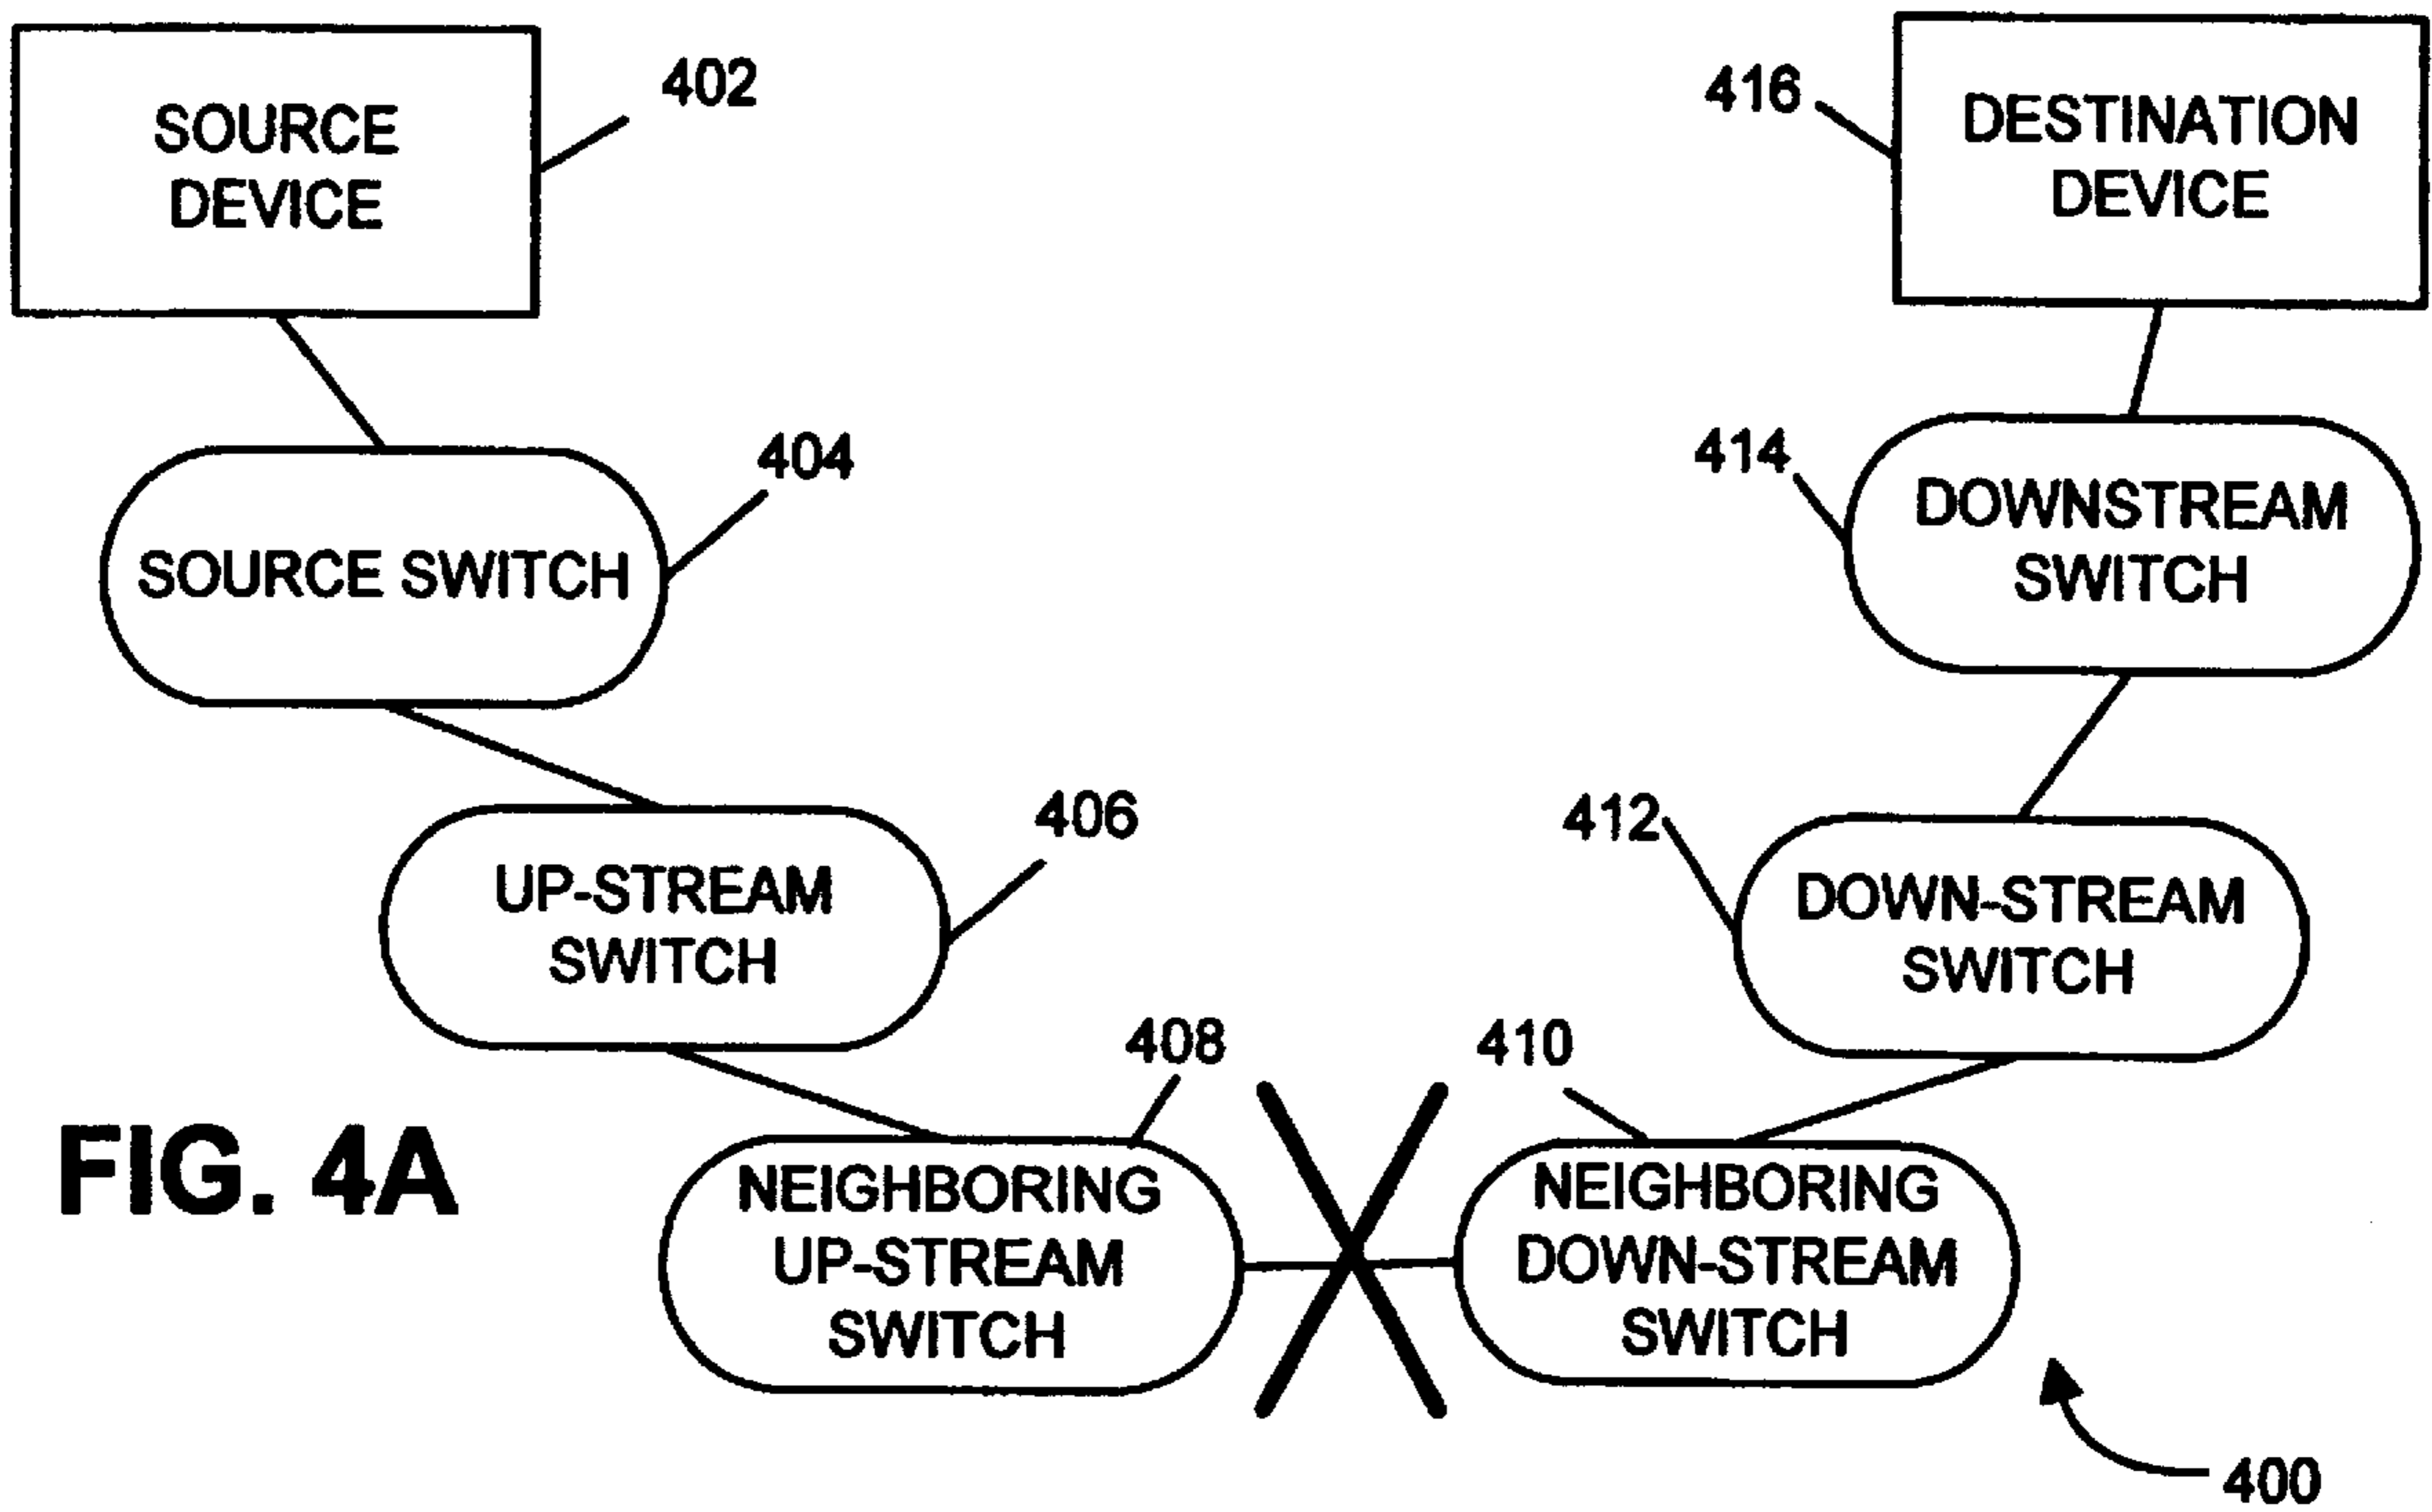 SOURCE
DEVICE
402
416
DESTINATION
DEVICE
SOURCE SWITCH
404
414
DOWNSTREAM
SWITCH
UP-STREAM
SWITCH
406
412
DOWN-STREAM
SWITCH
408
410
NEIGHBORING
UP-STREAM
SWITCH
NEIGHBORING
DOWN-STREAM
SWITCH
FIG. 4A
400